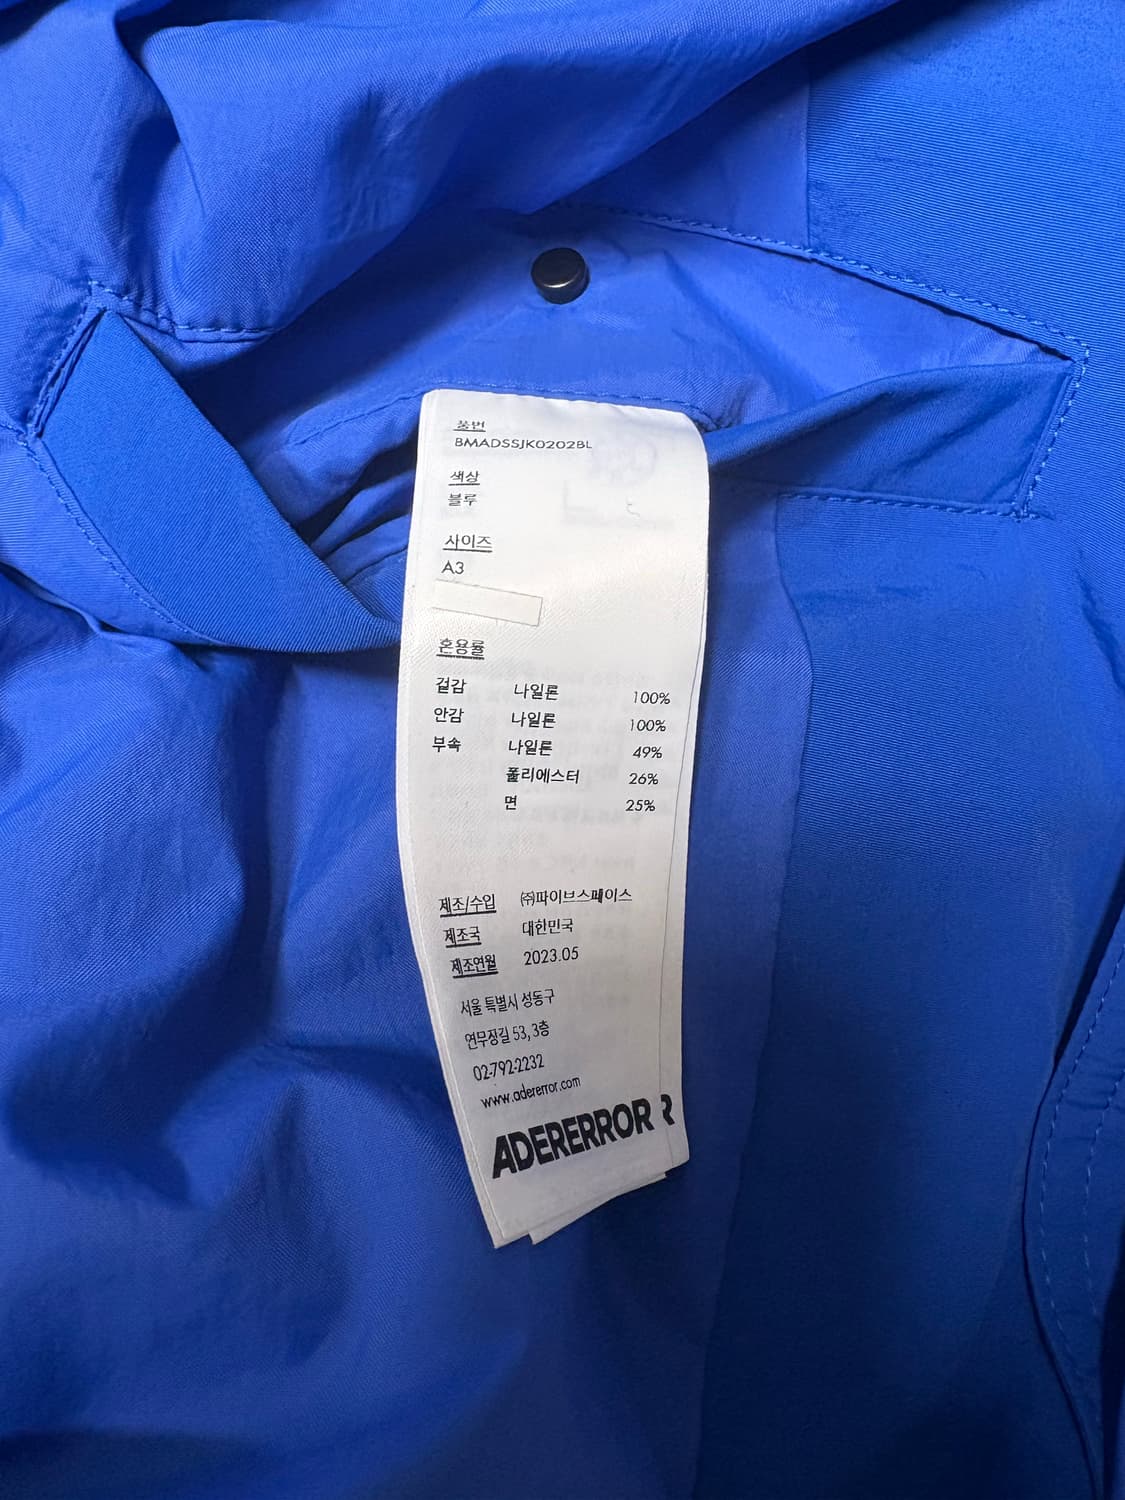 품번
BMADSSJK0202BL
색상
블루
사이즈
A3
혼용률
겉감 나일론 100%
안감 나일론 100%
부속 나일론 49%
폴리에스터 26%
면 25%
제조/수입 ㈜파이브스페이스
제조국 대한민국
제조연월 2023.05
서울 특별시 성동구
연무장길 53, 3층
02-792-2232
www.adererror.com
ADERERROR R